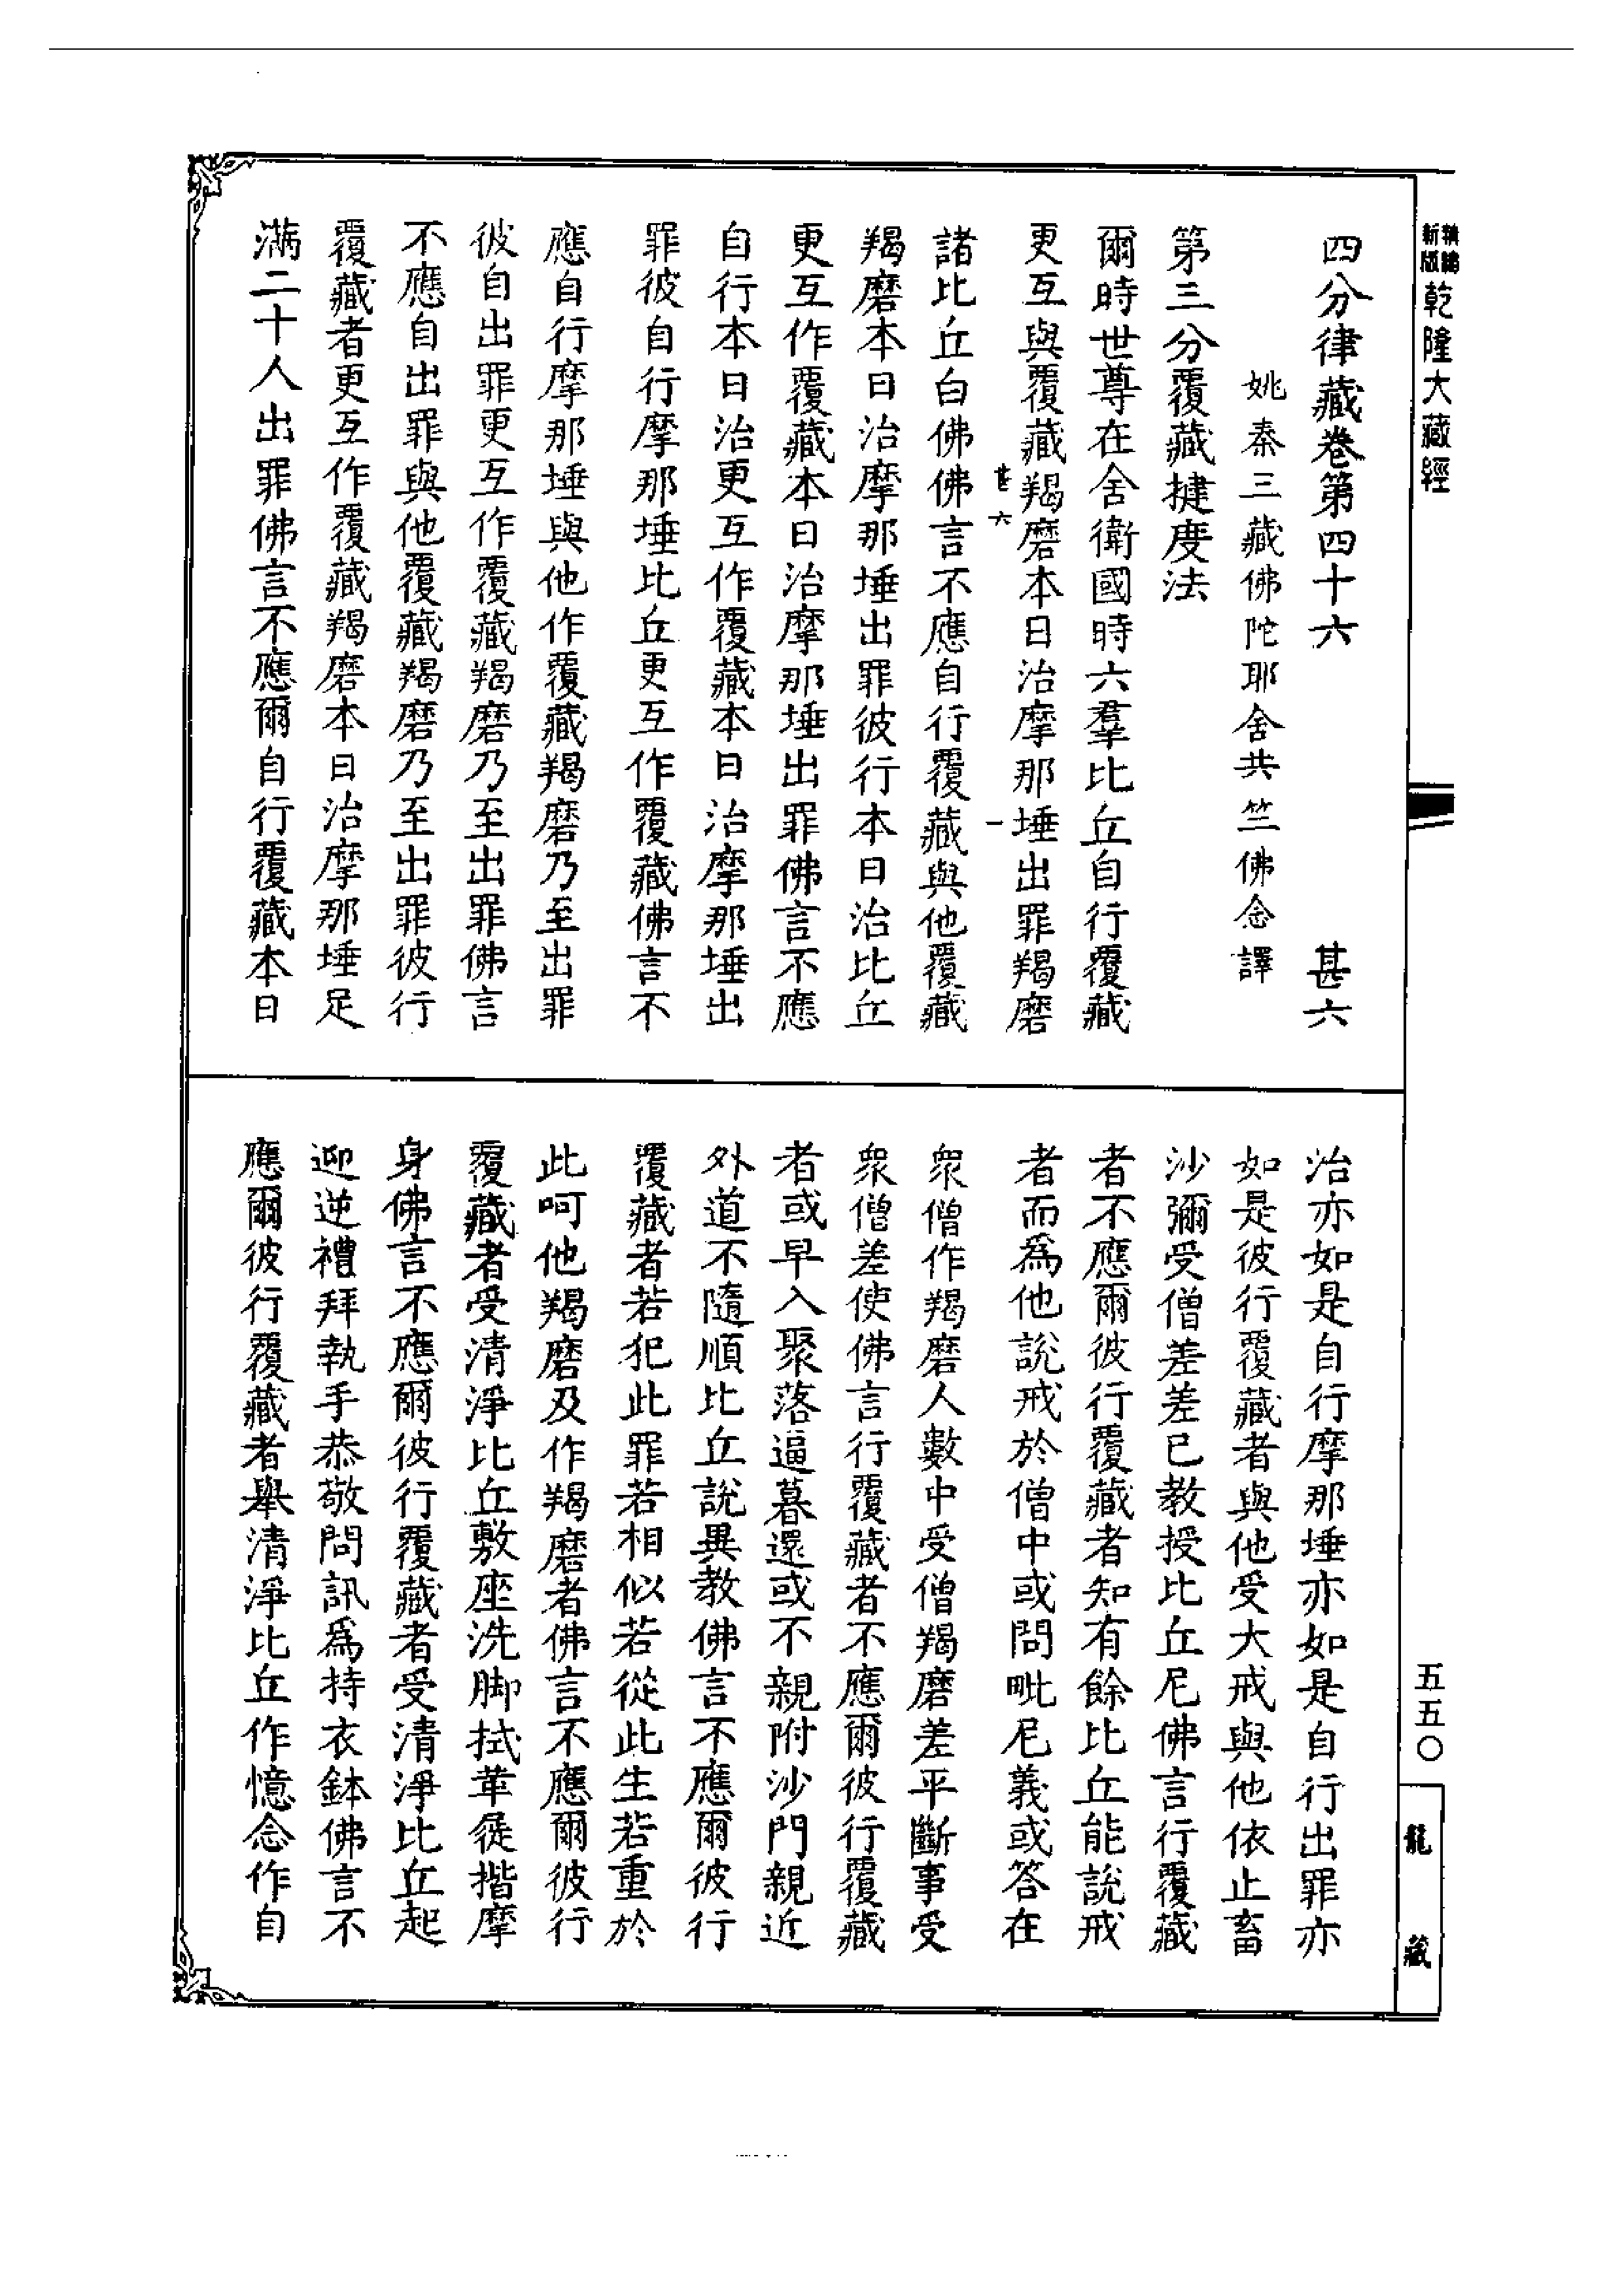 新版
精編
乾隆大藏經
四分律藏卷第四十六　甚六
姚秦三藏佛陀耶舍共竺佛念譯
第三分覆藏揵度法
爾時世尊在舍衛國時六羣比丘自行覆藏
更互與覆藏羯磨本日治摩那埵出罪羯磨
甚六　一
諸比丘白佛佛言不應自行覆藏與他覆藏
羯磨本日治摩那埵出罪彼行本日治比丘
更互作覆藏本日治摩那埵出罪佛言不應
自行本日治更互作覆藏本日治摩那埵出
罪彼自行摩那埵比丘更互作覆藏佛言不
應自行摩那埵與他作覆藏羯磨乃至出罪
彼自出罪更互作覆藏羯磨乃至出罪佛言
不應自出罪與他覆藏羯磨乃至出罪彼行
覆藏者更互作覆藏羯磨本日治摩那埵足
滿二十人出罪佛言不應爾自行覆藏本日
治亦如是自行摩那埵亦如是自行出罪亦
如是彼行覆藏者與他受大戒與他依止畜
沙彌受僧差差已教授比丘尼佛言行覆藏
者不應爾彼行覆藏者知有餘比丘能說戒
者而為他說戒於僧中或問毗尼義或答在
衆僧作羯磨人數中受僧羯磨差平斷事受
衆僧差使佛言行覆藏者不應爾彼行覆藏
者或早入聚落逼暮還或不親附沙門親近
外道不隨順比丘說異教佛言不應爾彼行
覆藏者若犯此罪若相似若從此生若重於
此呵他羯磨及作羯磨者佛言不應爾彼行
覆藏者受清淨比丘敷座洗脚拭革屣揩摩
身佛言不應爾彼行覆藏者受清淨比丘起
迎逆禮拜執手恭敬問訊為持衣鉢佛言不
應爾彼行覆藏者舉清淨比丘作憶念作自
五五〇
龍藏